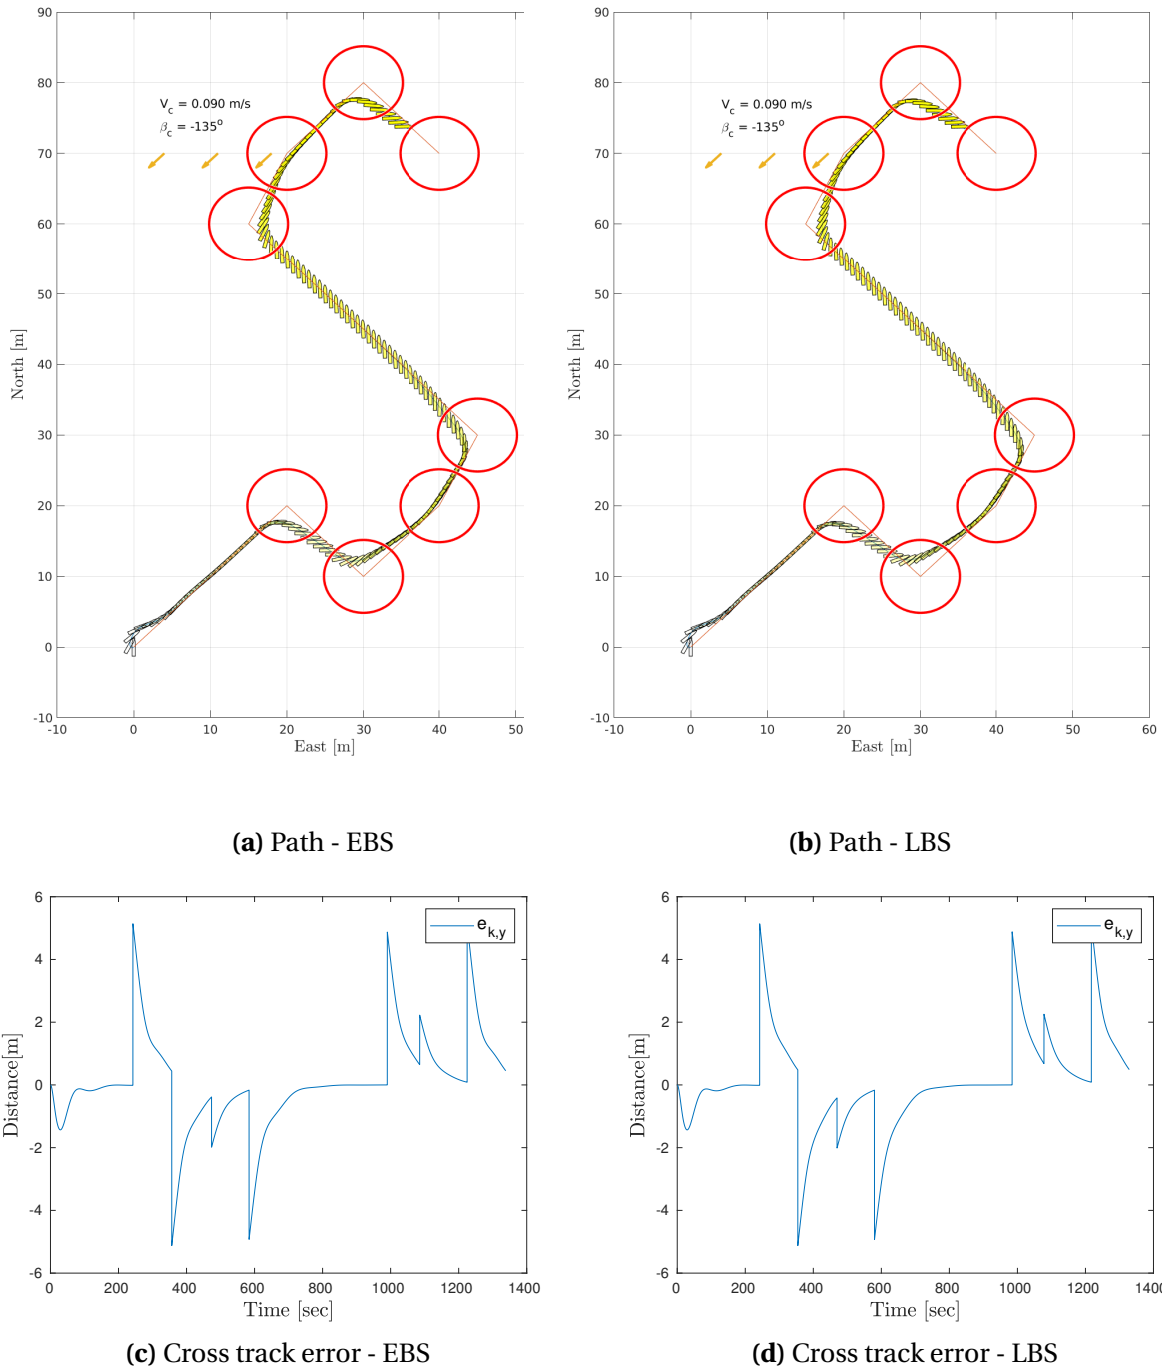 90
80
70
60
50
40
30
20
10
0
-10
North [m]
V_c = 0.090 m/s
β_c = -135°
-10 0 10 20 30 40 50
East [m]
(a) Path - EBS
90
80
70
60
50
40
30
20
10
0
-10
North [m]
V_c = 0.090 m/s
β_c = -135°
-10 0 10 20 30 40 50 60
East [m]
(b) Path - LBS
6
4
2
0
-2
-4
-6
Distance[m]
e_k,y
0 200 400 600 800 1000 1200 1400
Time [sec]
(c) Cross track error - EBS
6
4
2
0
-2
-4
-6
Distance[m]
e_k,y
0 200 400 600 800 1000 1200 1400
Time [sec]
(d) Cross track error - LBS